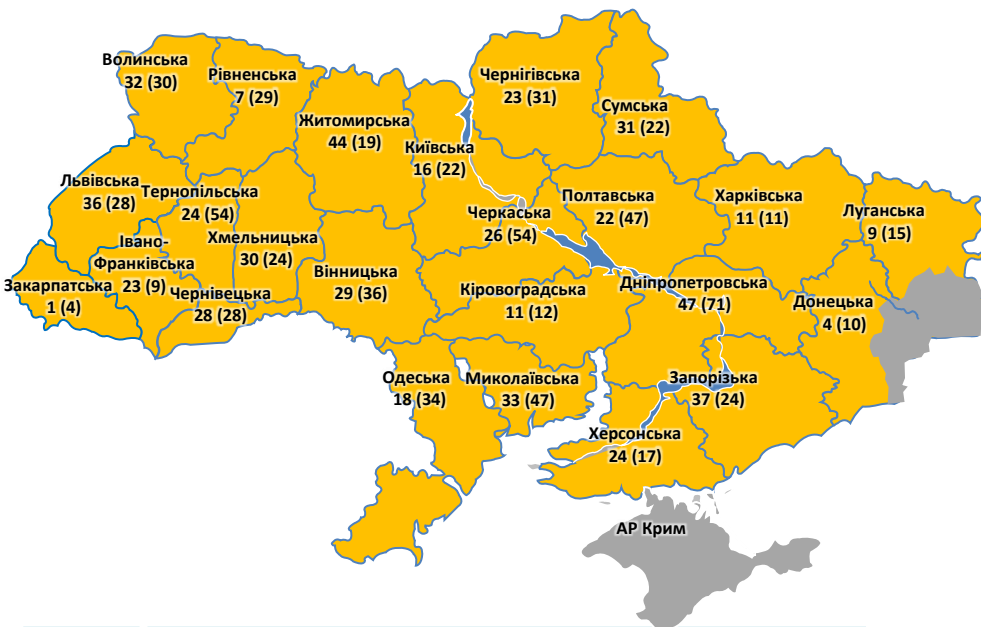 Волинська
32 (30)
Рівненська
7 (29)
Житомирська
44 (19)
Київська
16 (22)
Чернігівська
23 (31)
Сумська
31 (22)
Львівська
36 (28)
Тернопільська
24 (54)
Хмельницька
30 (24)
Івано-
Франківська
23 (9)
Закарпатська
1 (4)
Чернівецька
28 (28)
Вінницька
29 (36)
Черкаська
26 (54)
Полтавська
22 (47)
Харківська
11 (11)
Луганська
9 (15)
Кіровоградська
11 (12)
Дніпропетровська
47 (71)
Донецька
4 (10)
Одеська
18 (34)
Миколаївська
33 (47)
Запорізька
37 (24)
Херсонська
24 (17)
АР Крим